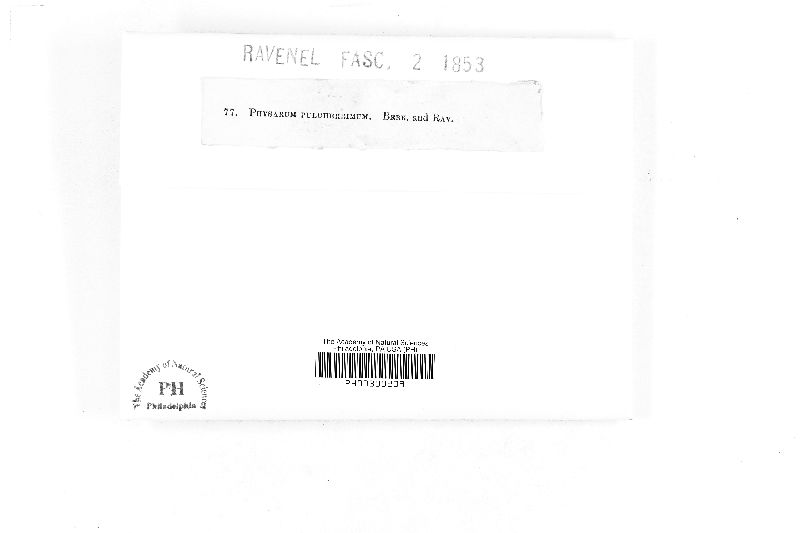 RAVENEL FASC. 2 1853
77. PHYSARUM PULCHERRIMUM. BERK. and RAV.
The Academy of Natural Sciences
Philadelphia, PA USA (PH)
The Academy of Natural Sciences
PH
Philadelphia